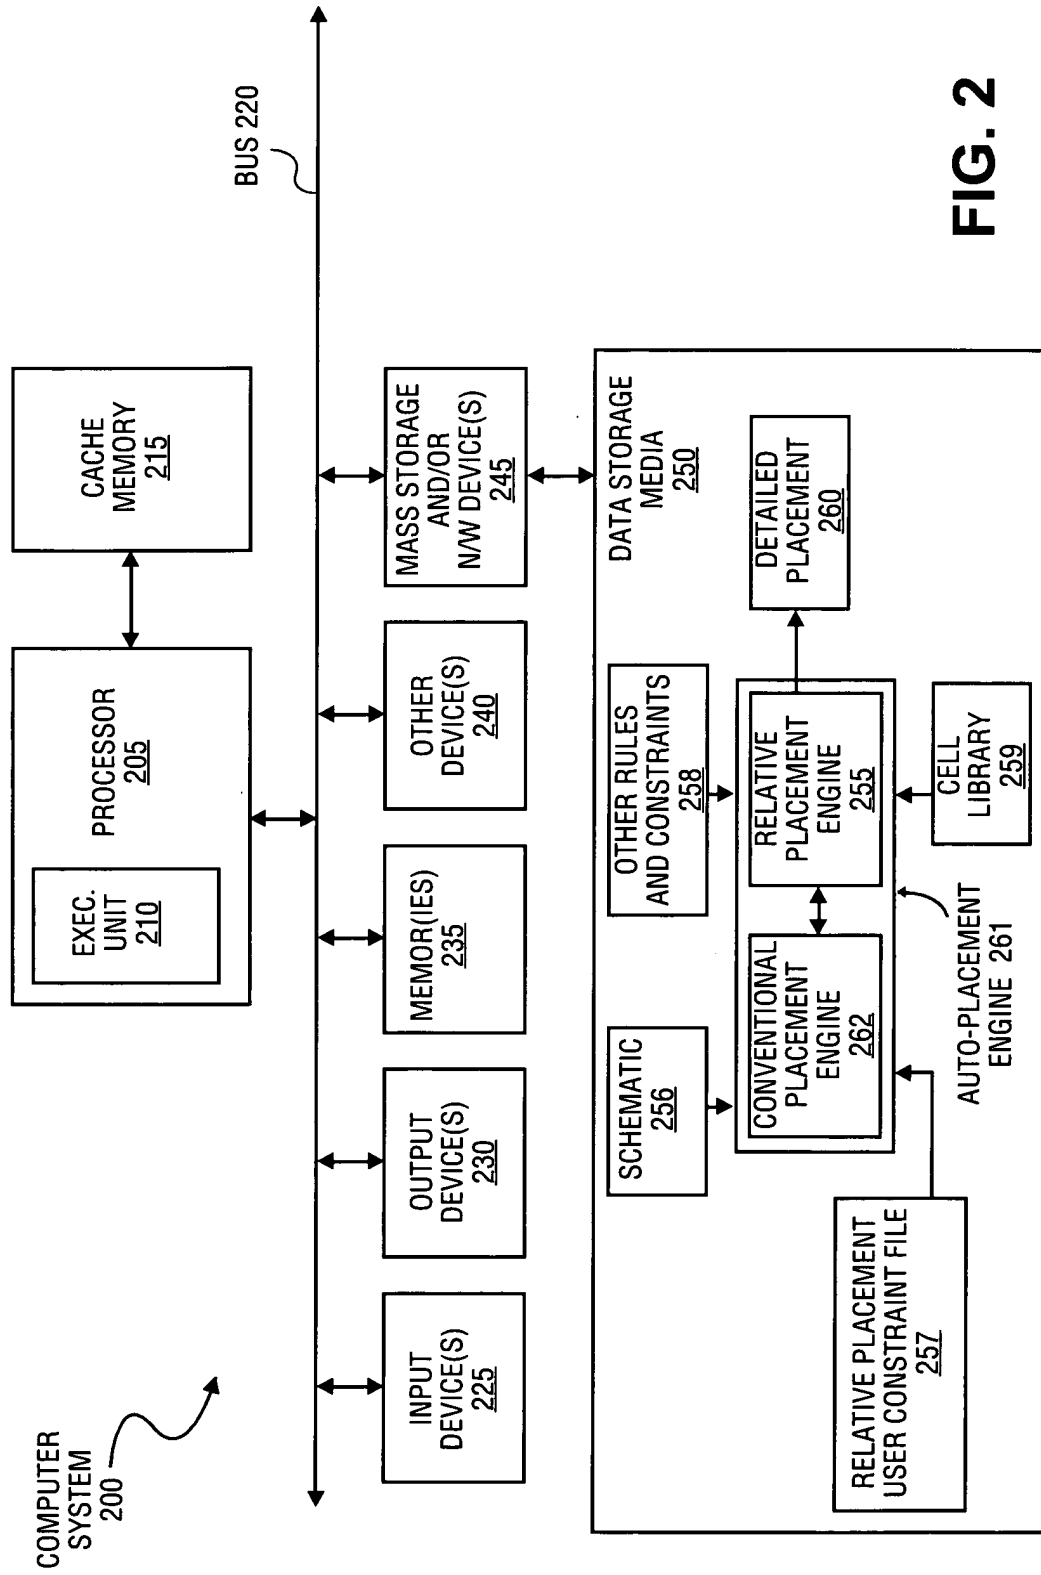 COMPUTER
SYSTEM
200
PROCESSOR
205
EXEC.
UNIT
210
CACHE
MEMORY
215
BUS 220
INPUT
DEVICE(S)
225
OUTPUT
DEVICE(S)
230
MEMOR(IES)
235
OTHER
DEVICE(S)
240
MASS STORAGE
AND/OR
N/W DEVICE(S)
245
DATA STORAGE
MEDIA
250
SCHEMATIC
256
OTHER RULES
AND CONSTRAINTS
258
CONVENTIONAL
PLACEMENT
ENGINE
262
RELATIVE
PLACEMENT
ENGINE
255
DETAILED
PLACEMENT
260
RELATIVE PLACEMENT
USER CONSTRAINT FILE
257
AUTO-PLACEMENT
ENGINE 261
CELL
LIBRARY
259
FIG. 2